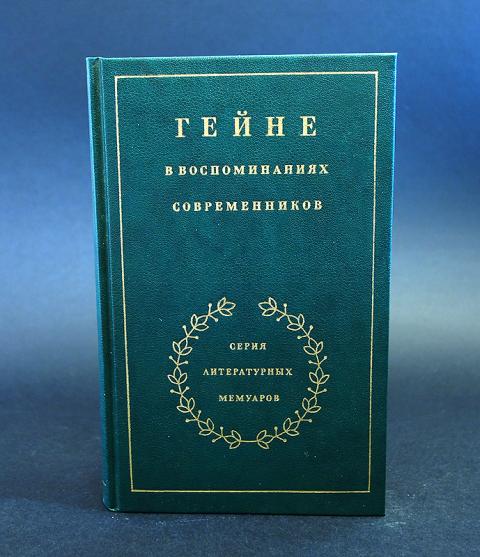 ГЕЙНЕ
В ВОСПОМИНАНИЯХ
СОВРЕМЕННИКОВ
СЕРИЯ
ЛИТЕРАТУРНЫХ
МЕМУАРОВ